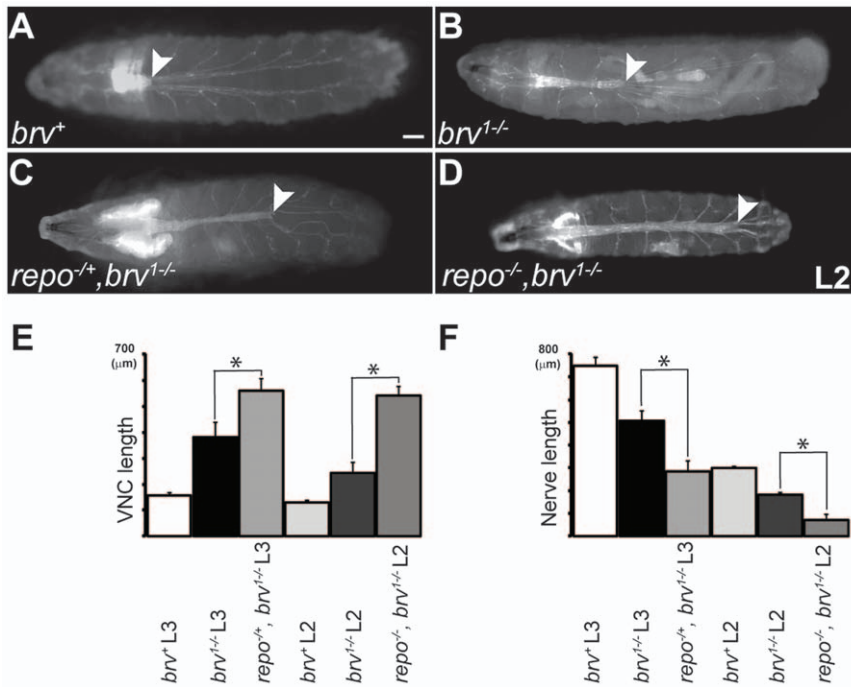 A
brv⁺
B
brv¹⁻/⁻
C
repo⁻/⁺,brv¹⁻/⁻
D
repo⁻/⁻,brv¹⁻/⁻
L2
E
700
(μm)
VNC length
*
*
brv⁺ L3
brv¹⁻/⁻ L3
repo⁻/⁺, brv¹⁻/⁻ L3
brv⁺ L2
brv¹⁻/⁻ L2
repo⁻/⁻, brv¹⁻/⁻ L2
F
800
(μm)
Nerve length
*
*
brv⁺ L3
brv¹⁻/⁻ L3
repo⁻/⁺, brv¹⁻/⁻ L3
brv⁺ L2
brv¹⁻/⁻ L2
repo⁻/⁻, brv¹⁻/⁻ L2